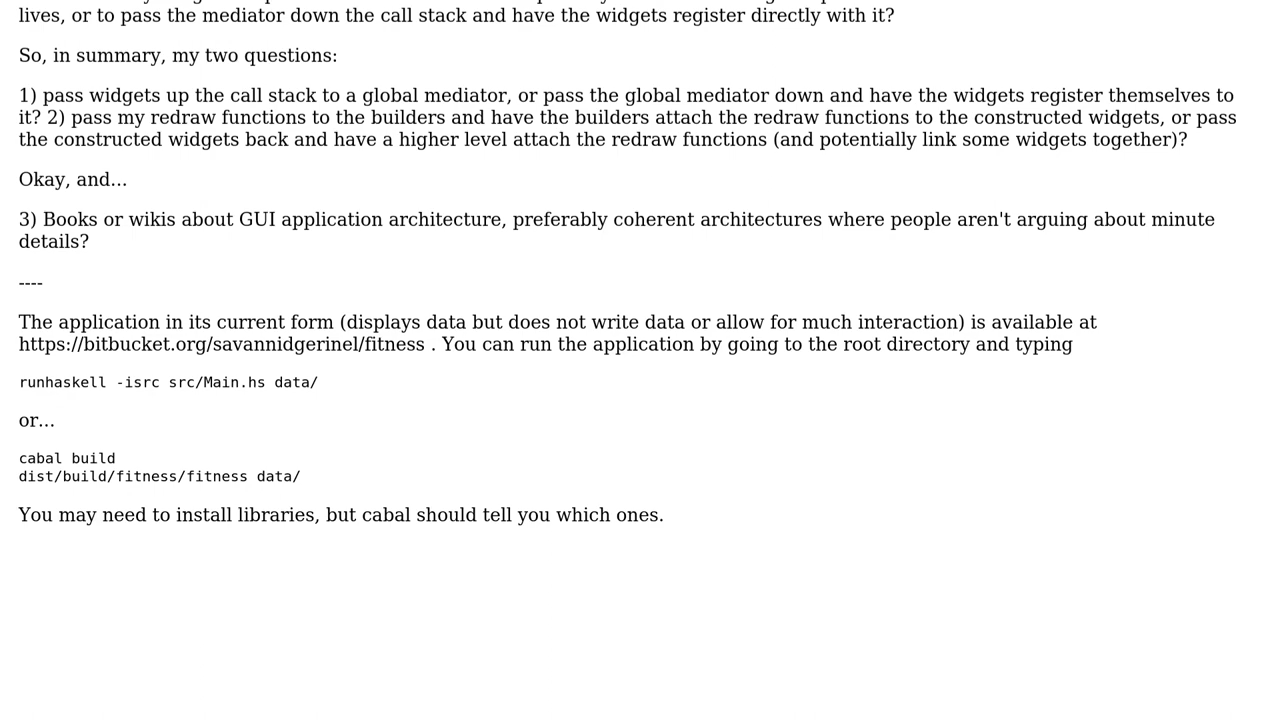 lives, or to pass the mediator down the call stack and have the widgets register directly with it?
So, in summary, my two questions:
1) pass widgets up the call stack to a global mediator, or pass the global mediator down and have the widgets register themselves to
it? 2) pass my redraw functions to the builders and have the builders attach the redraw functions to the constructed widgets, or pass
the constructed widgets back and have a higher level attach the redraw functions (and potentially link some widgets together)?
Okay, and...
3) Books or wikis about GUI application architecture, preferably coherent architectures where people aren't arguing about minute
details?
----
The application in its current form (displays data but does not write data or allow for much interaction) is available at
https://bitbucket.org/savannidgerinel/fitness . You can run the application by going to the root directory and typing
runhaskell -isrc src/Main.hs data/
or...
cabal build
dist/build/fitness/fitness data/
You may need to install libraries, but cabal should tell you which ones.